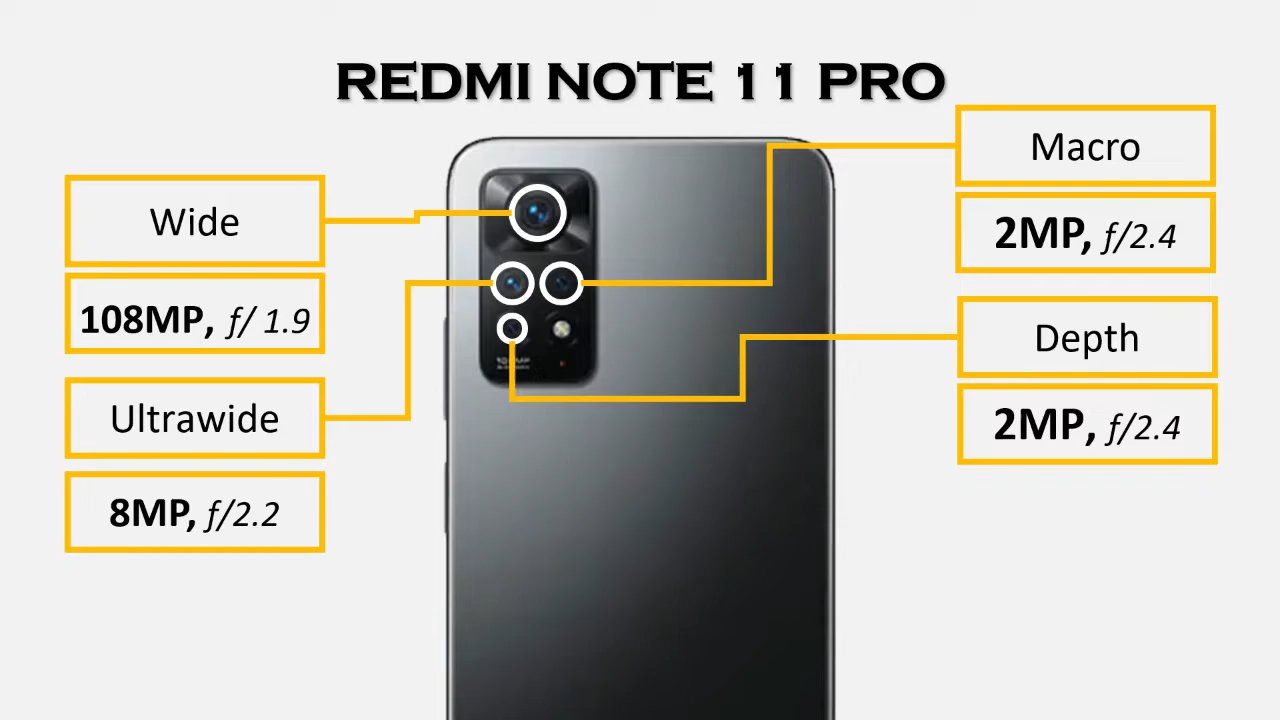 REDMI NOTE 11 PRO
Wide
108MP, f/ 1.9
Ultrawide
8MP, f/2.2
Macro
2MP, f/2.4
Depth
2MP, f/2.4